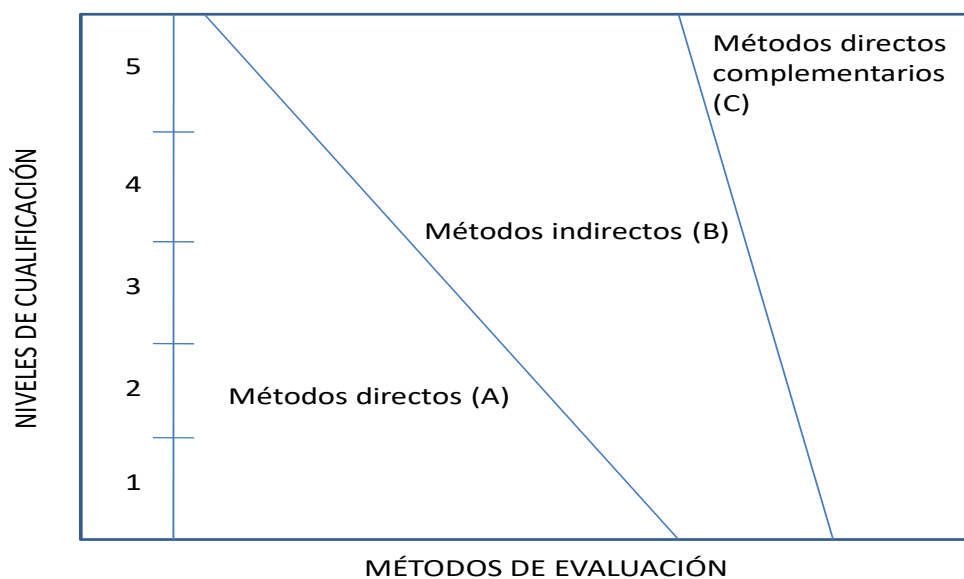 NIVELES DE CUALIFICACIÓN
5
4
3
2
1
Métodos directos
complementarios
(C)
Métodos indirectos (B)
Métodos directos (A)
MÉTODOS DE EVALUACIÓN